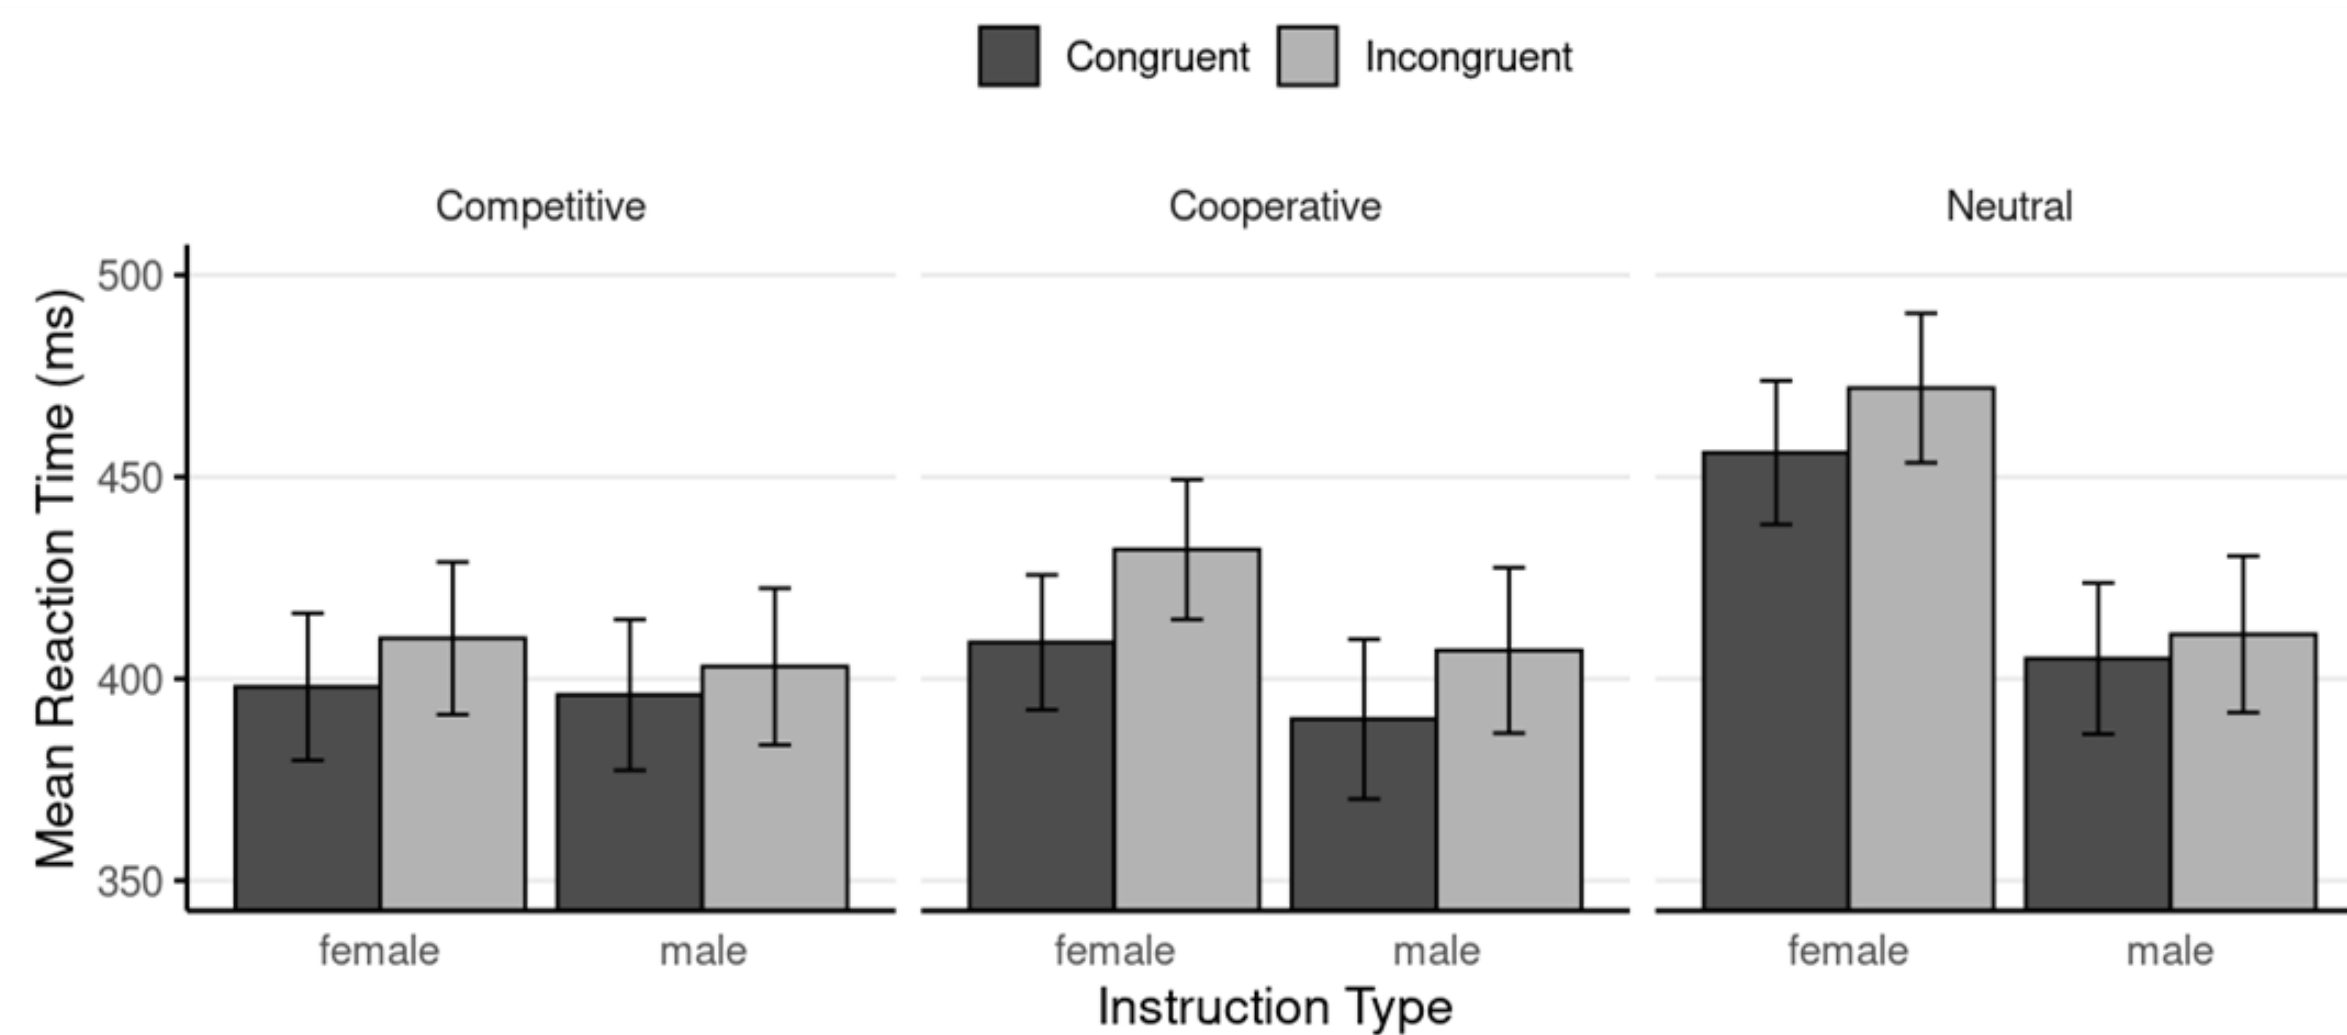 Congruent Incongruent
Competitive Cooperative Neutral
Mean Reaction Time (ms)
500
450
400
350
female male female male female male
Instruction Type